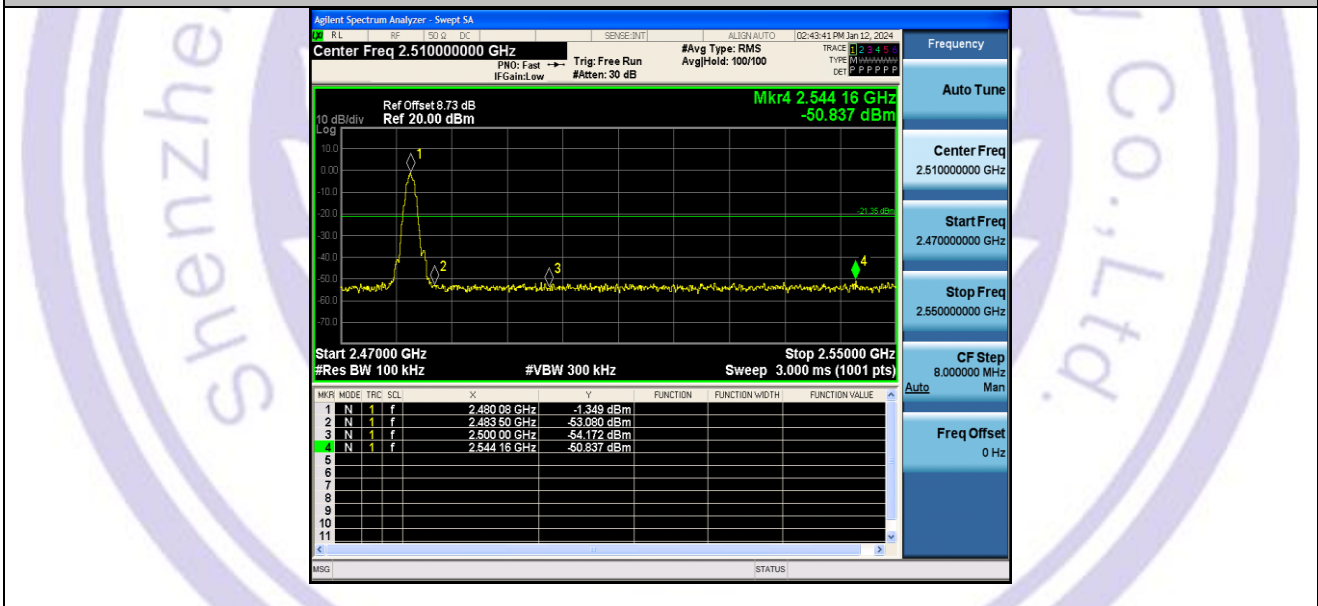 Shenzhe
Co.,Ltd.
Agilent Spectrum Analyzer - Swept SA
RL RF 50 Ω DC SENSE:INT ALIGN AUTO 02:43:41 PM Jan 12, 2024
Center Freq 2.510000000 GHz
PNO: Fast
IFGain:Low
Trig: Free Run
#Atten: 30 dB
#Avg Type: RMS
Avg|Hold: 100/100
TRACE 1 2 3 4 5 6
TYPE M WWWWW
DET P P P P P P
Mkr4 2.544 16 GHz
-50.837 dBm
Ref Offset 8.73 dB
10 dB/div Ref 20.00 dBm
Log
10.0
0.00
-10.0
-20.0
-30.0
-40.0
-50.0
-60.0
-70.0
1
2
3
4
-21.35 dBm
Start 2.47000 GHz Stop 2.55000 GHz
#Res BW 100 kHz #VBW 300 kHz Sweep 3.000 ms (1001 pts)
MKR MODE TRC SCL X Y FUNCTION FUNCTION WIDTH FUNCTION VALUE
1 N 1 f 2.480 08 GHz -1.349 dBm
2 N 1 f 2.483 50 GHz -53.080 dBm
3 N 1 f 2.500 00 GHz -54.172 dBm
4 N 1 f 2.544 16 GHz -50.837 dBm
5
6
7
8
9
10
11
MSG STATUS
Frequency
Auto Tune
Center Freq
2.510000000 GHz
Start Freq
2.470000000 GHz
Stop Freq
2.550000000 GHz
CF Step
8.000000 MHz
Auto Man
Freq Offset
0 Hz